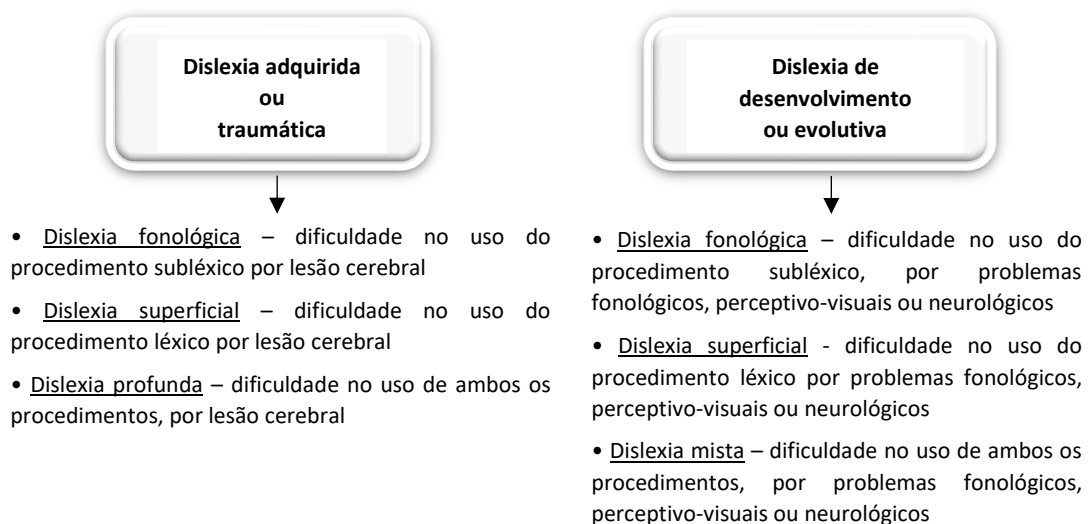 Dislexia adquirida
ou
traumática
• Dislexia fonológica – dificuldade no uso do
procedimento subléxico por lesão cerebral
• Dislexia superficial – dificuldade no uso do
procedimento léxico por lesão cerebral
• Dislexia profunda – dificuldade no uso de ambos os
procedimentos, por lesão cerebral
Dislexia de
desenvolvimento
ou evolutiva
• Dislexia fonológica – dificuldade no uso do
procedimento subléxico, por problemas
fonológicos, perceptivo-visuais ou neurológicos
• Dislexia superficial - dificuldade no uso do
procedimento léxico por problemas fonológicos,
perceptivo-visuais ou neurológicos
• Dislexia mista – dificuldade no uso de ambos os
procedimentos, por problemas fonológicos,
perceptivo-visuais ou neurológicos